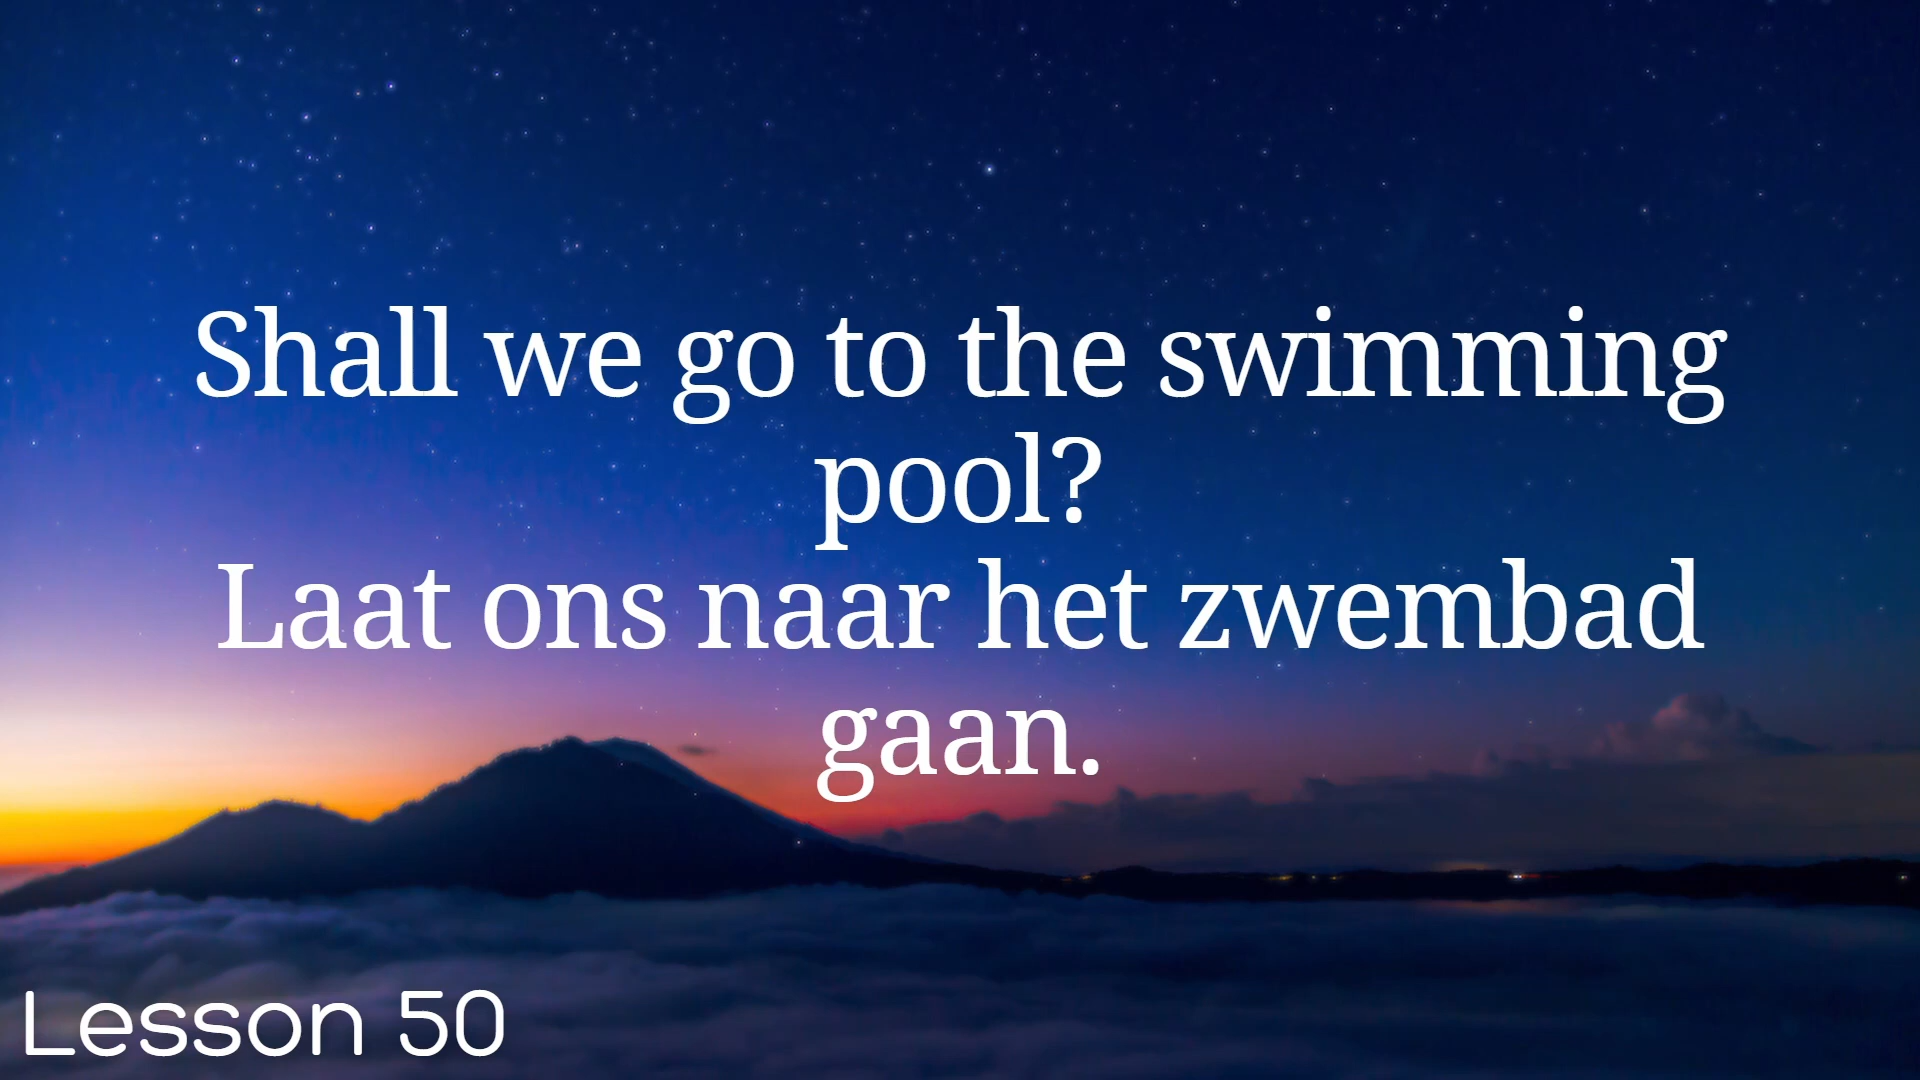 Shall we go to the swimming
pool?
Laat ons naar het zwembad
gaan.
Lesson 50